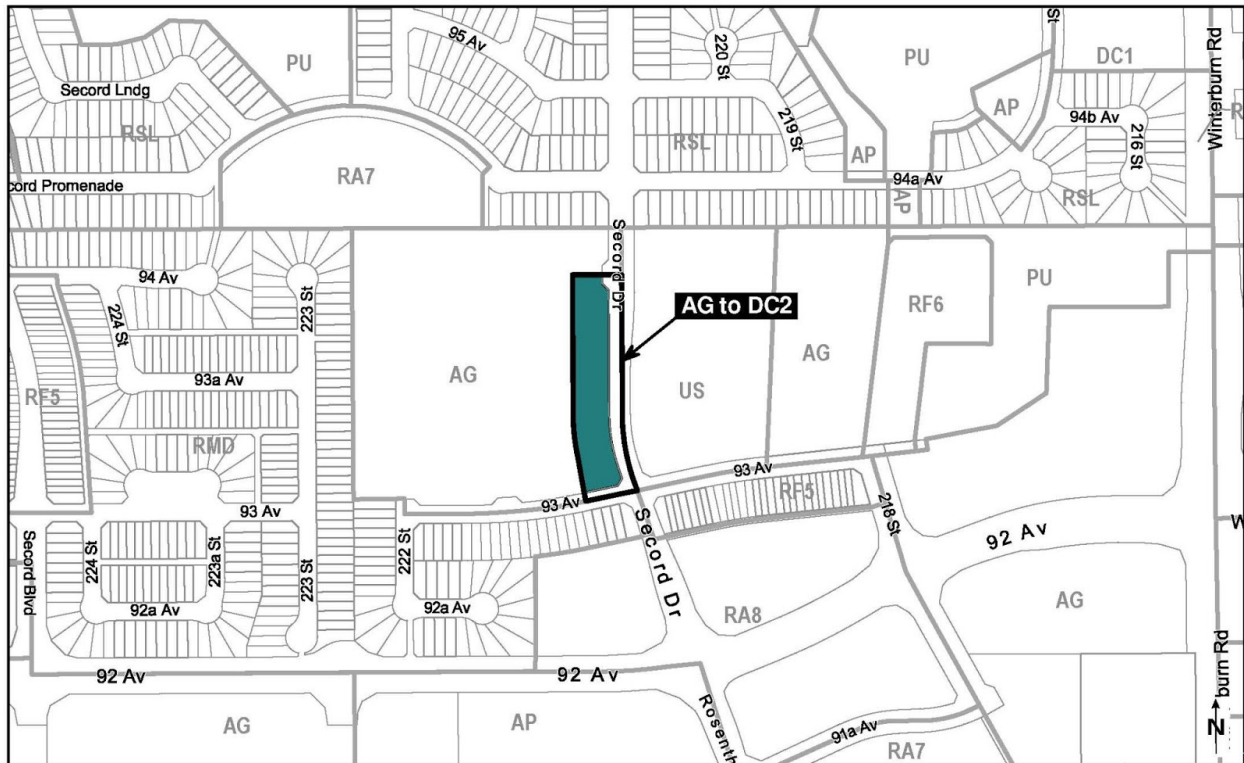 95 Av
PU
220 St
PU
St
DC1
Winterburn Rd
Secord Lndg
RSL
RA7
RSL
219 St
AP
94b Av
216 St
AP
cord Promenade
94a Av
AP
RSL
94 Av
223 St
224 St
93a Av
RF5
RMD
AG
Secord Dr
AG to DC2
US
AG
RF6
PU
93 Av
93 Av
93 Av
RF5
218 St
92 Av
Secord Blvd
224 St
223a St
223 St
222 St
92a Av
92a Av
Secord Dr
RA8
AG
92 Av
92 Av
Rosenth
AG
AP
91a Av
RA7
burn Rd
W
N